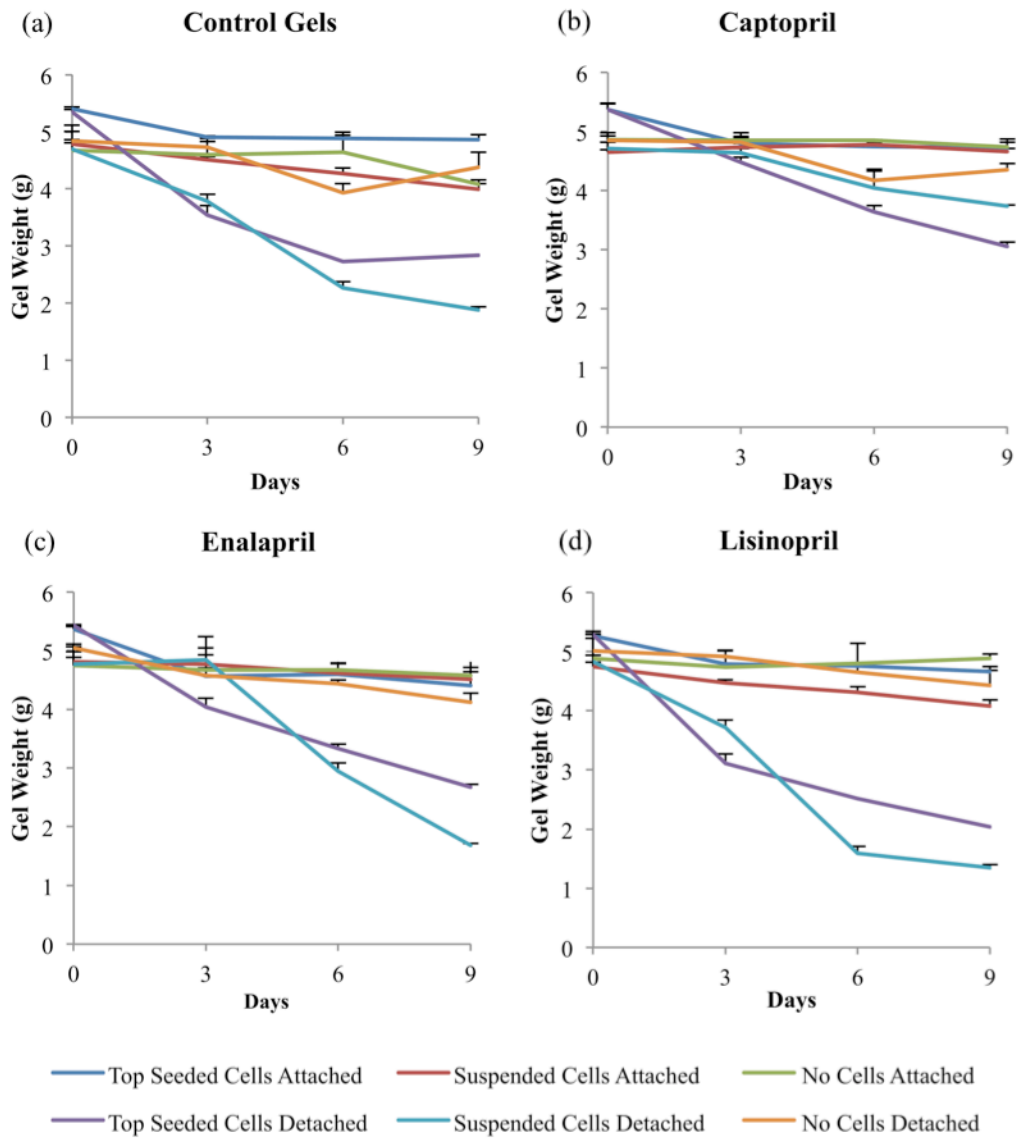 (a) Control Gels
6
5
4
3
2
1
0
Gel Weight (g)
0 3 6 9
Days
(b) Captopril
6
5
4
3
2
1
0
Gel Weight (g)
0 3 6 9
Days
(c) Enalapril
6
5
4
3
2
1
0
Gel Weight (g)
0 3 6 9
Days
(d) Lisinopril
6
5
4
3
2
1
0
Gel Weight (g)
0 3 6 9
Days
Top Seeded Cells Attached Suspended Cells Attached No Cells Attached
Top Seeded Cells Detached Suspended Cells Detached No Cells Detached